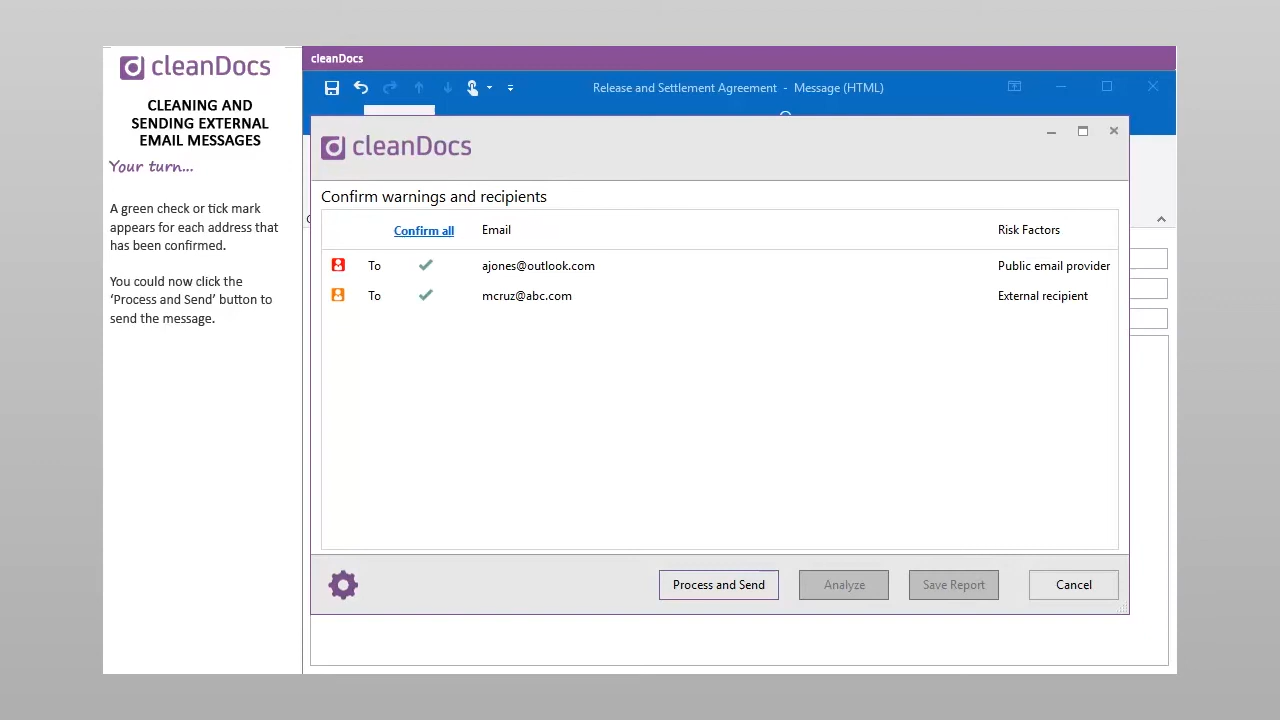 cleanDocs
CLEANING AND
SENDING EXTERNAL
EMAIL MESSAGES
Your turn...
A green check or tick mark
appears for each address that
has been confirmed.
You could now click the
‘Process and Send’ button to
send the message.
cleanDocs
Release and Settlement Agreement - Message (HTML)
cleanDocs
Confirm warnings and recipients
Confirm all Email Risk Factors
To ajones@outlook.com Public email provider
To mcruz@abc.com External recipient
Process and Send Analyze Save Report Cancel